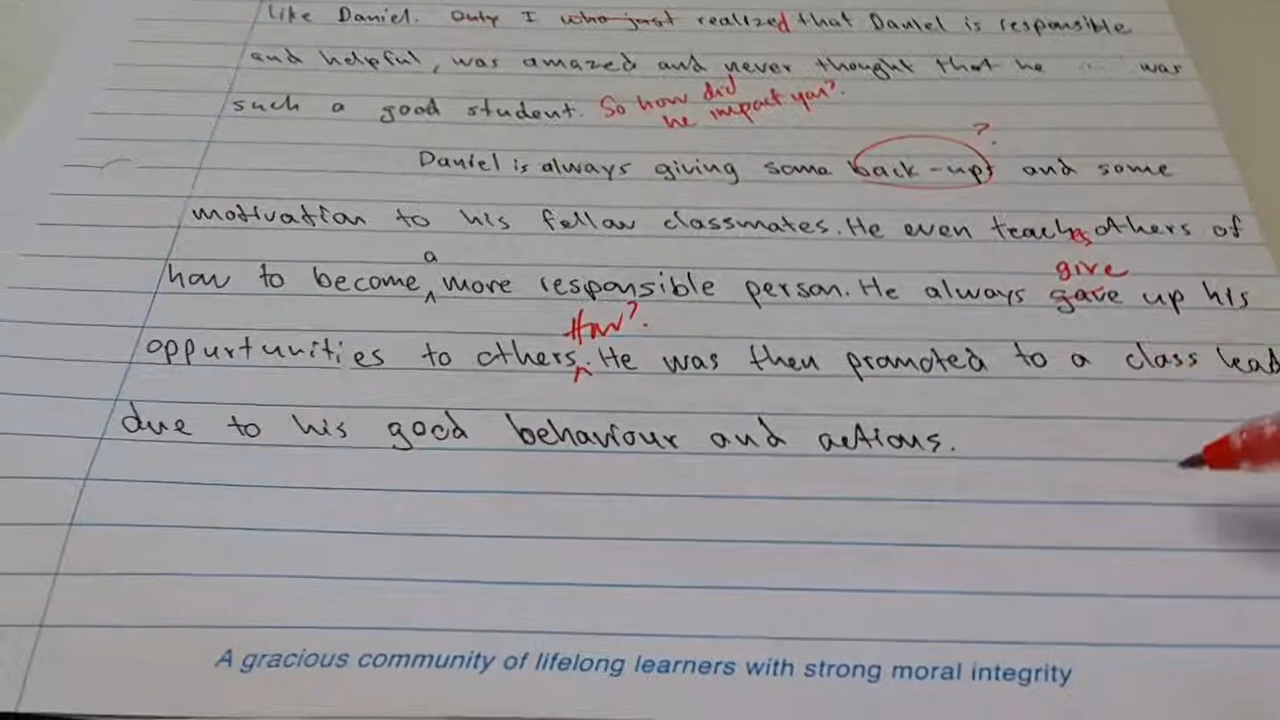 like Daniel. Only I who just realized that Daniel is responsible
and helpful, was amazed and never thought that he was
such a good student. So how did
he impact you?.
?
Daniel is always giving some back-ups and some
motivation to his fellow classmates. He even teaches others of
a
how to become more responsible person. He always gave up his
give
How?
oppurtunities to others. He was then promoted to a class lead
due to his good behaviour and actions.
A gracious community of lifelong learners with strong moral integrity